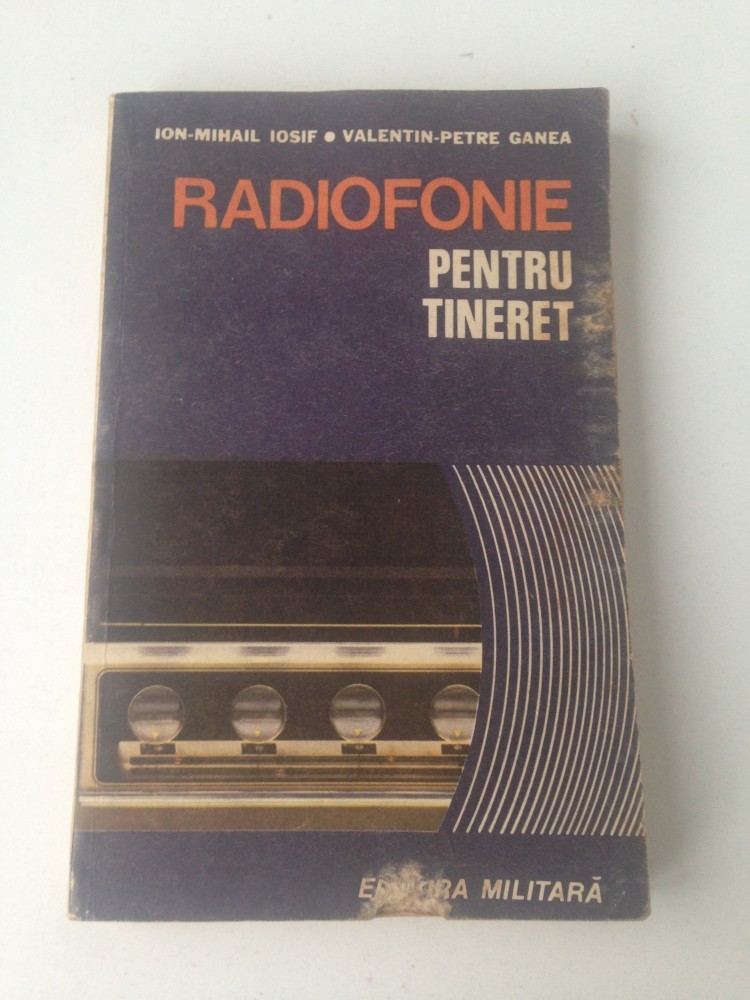 ION-MIHAIL IOSIF ● VALENTIN-PETRE GANEA
RADIOFONIE
PENTRU
TINERET
MILITARĂ